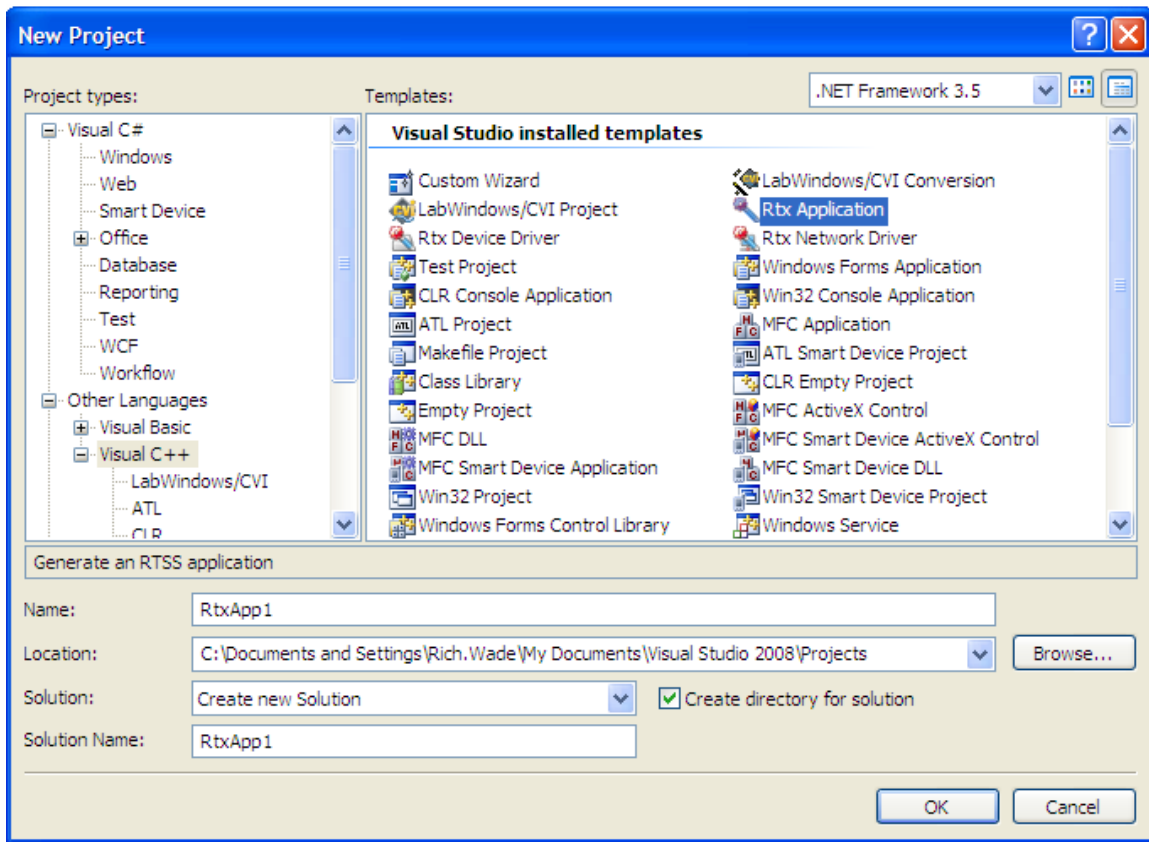 New Project
Project types:
Templates:
.NET Framework 3.5
Visual C#
Windows
Web
Smart Device
Office
Database
Reporting
Test
WCF
Workflow
Other Languages
Visual Basic
Visual C++
LabWindows/CVI
ATL
CLR
Visual Studio installed templates
Custom Wizard
LabWindows/CVI Conversion
LabWindows/CVI Project
Rtx Application
Rtx Device Driver
Rtx Network Driver
Test Project
Windows Forms Application
CLR Console Application
Win32 Console Application
ATL Project
MFC Application
Makefile Project
ATL Smart Device Project
Class Library
CLR Empty Project
Empty Project
MFC ActiveX Control
MFC DLL
MFC Smart Device ActiveX Control
MFC Smart Device Application
MFC Smart Device DLL
Win32 Project
Win32 Smart Device Project
Windows Forms Control Library
Windows Service
Generate an RTSS application
Name:
RtxApp1
Location:
C:\Documents and Settings\Rich.Wade\My Documents\Visual Studio 2008\Projects
Browse...
Solution:
Create new Solution
Create directory for solution
Solution Name:
RtxApp1
OK
Cancel